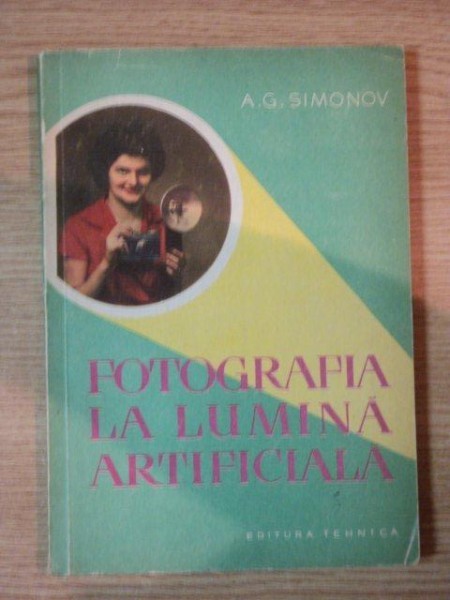 A.G. SIMONOV
FOTOGRAFIA
LA LUMINĂ
ARTIFICIALĂ
EDITURA TEHNICĂ